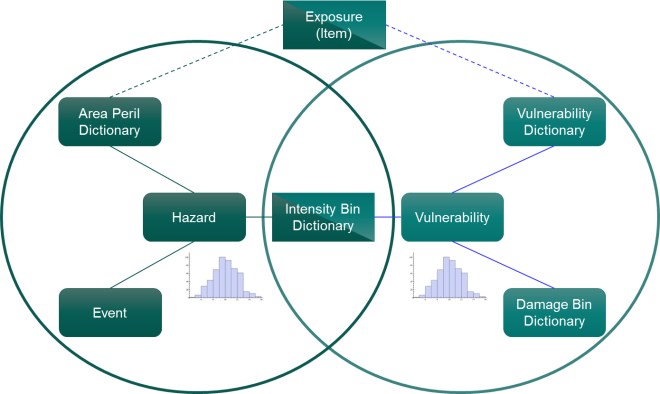 Exposure
(Item)
Area Peril
Dictionary
Vulnerability
Dictionary
Hazard
Intensity Bin
Dictionary
Vulnerability
Event
Damage Bin
Dictionary